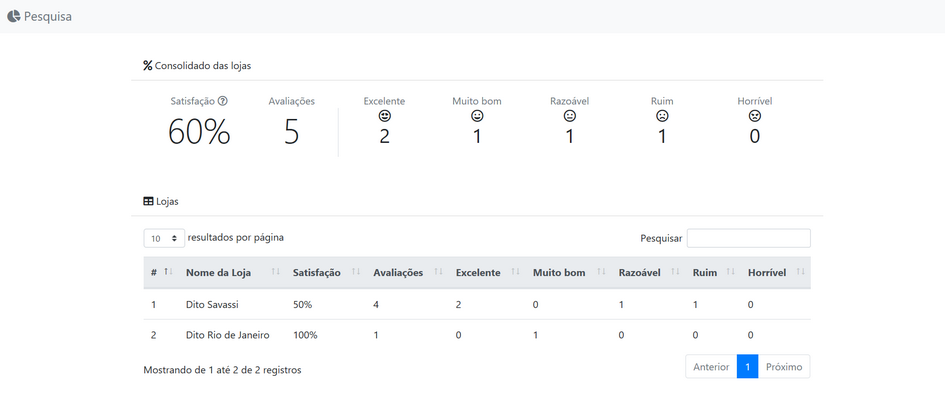 Pesquisa
Consolidado das lojas
Satisfação Avaliações Excelente Muito bom Razoável Ruim Horrível
60% 5 2 1 1 1 0
Lojas
10 resultados por página Pesquisar
# Nome da Loja Satisfação Avaliações Excelente Muito bom Razoável Ruim Horrível
1 Dito Savassi 50% 4 2 0 1 1 0
2 Dito Rio de Janeiro 100% 1 0 1 0 0 0
Mostrando de 1 até 2 de 2 registros Anterior 1 Próximo